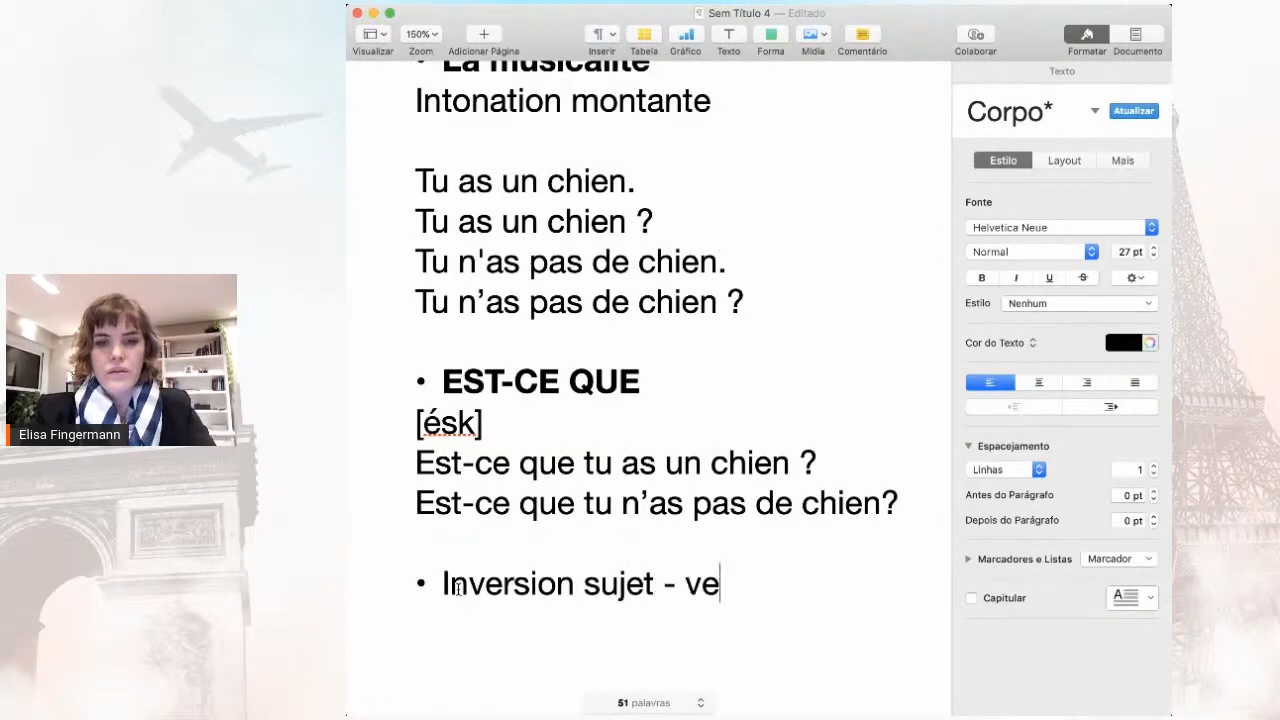 Sem Título 4 — Editado
150%
Visualizar
Zoom
Adicionar Página
Inserir
Tabela
Gráfico
Texto
Forma
Mídia
Comentário
Colaborar
Formatar
Documento
• La musicalité
Intonation montante
Tu as un chien.
Tu as un chien ?
Tu n'as pas de chien.
Tu n’as pas de chien ?
• EST-CE QUE
[ésk]
Est-ce que tu as un chien ?
Est-ce que tu n’as pas de chien?
• Inversion sujet - ve
51 palavras
Texto
Corpo*
Atualizar
Estilo
Layout
Mais
Fonte
Helvetica Neue
Normal
27 pt
B I U S
Estilo
Nenhum
Cor do Texto
Espaçejamento
Linhas
1
Antes do Parágrafo
0 pt
Depois do Parágrafo
0 pt
Marcadores e Listas
Marcador
Capitular
A
Elisa Fingermann